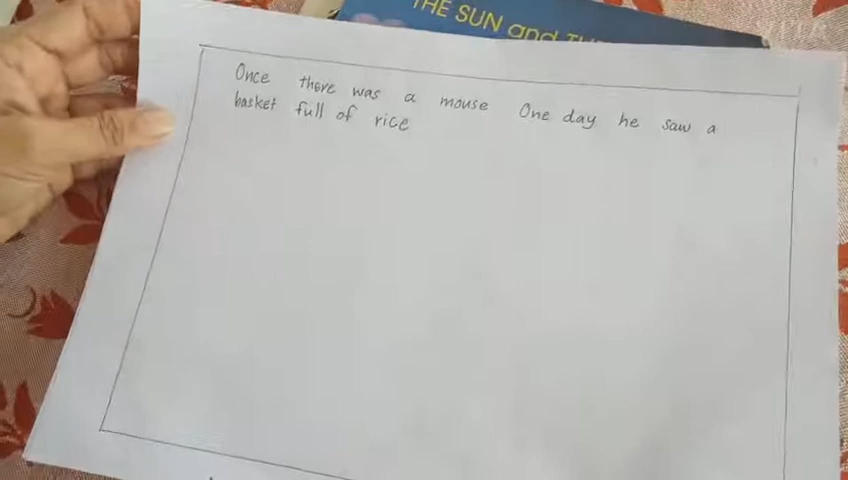 THE SUN and
Once there was a mouse One day he saw a
basket full of rice